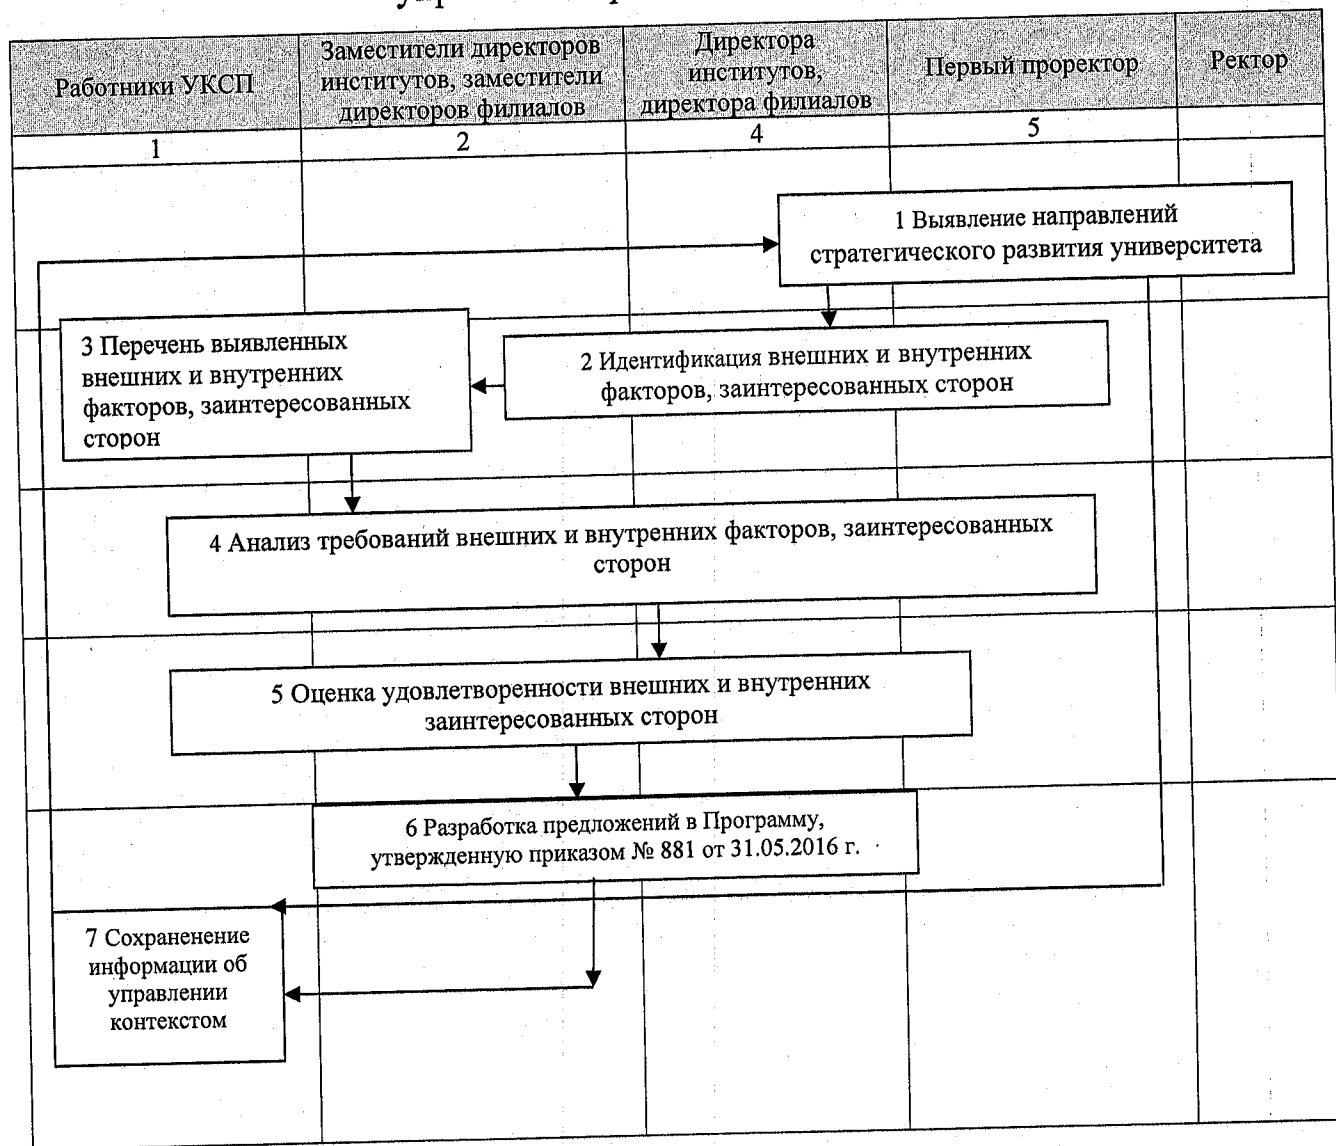 Работники УКСП
Заместители директоров
институтов, заместители
директоров филиалов
Директора
институтов,
директора филиалов
Первый проректор
Ректор
1
2
4
5
1 Выявление направлений
стратегического развития университета
3 Перечень выявленных
внешних и внутренних
факторов, заинтересованных
сторон
2 Идентификация внешних и внутренних
факторов, заинтересованных сторон
4 Анализ требований внешних и внутренних факторов, заинтересованных
сторон
5 Оценка удовлетворенности внешних и внутренних
заинтересованных сторон
6 Разработка предложений в Программу,
утвержденную приказом № 881 от 31.05.2016 г.
7 Сохраненение
информации об
управлении
контекстом